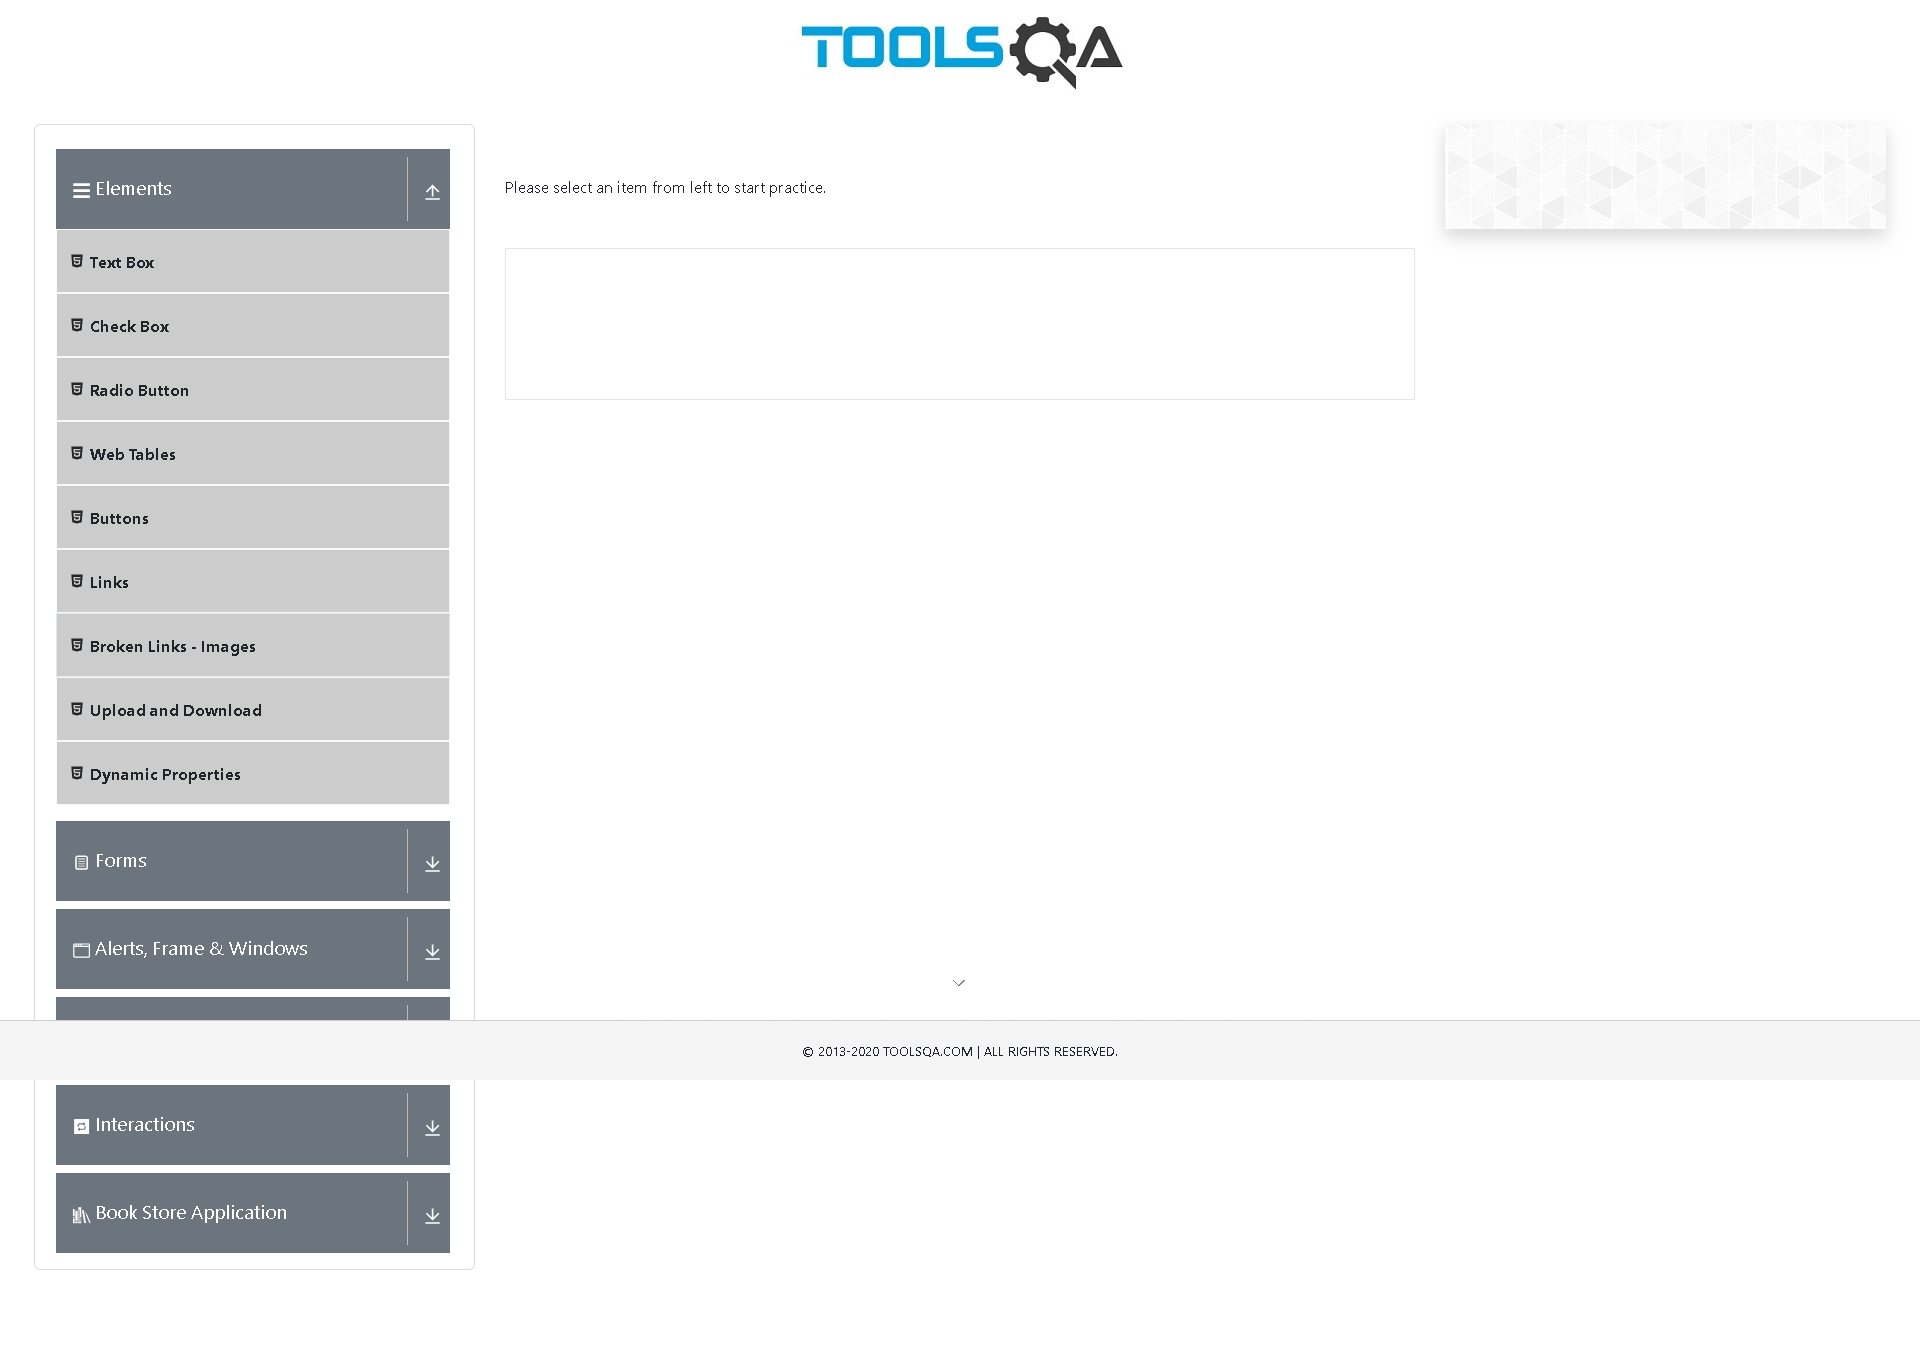 TOOLSQA
Elements
Text Box
Check Box
Radio Button
Web Tables
Buttons
Links
Broken Links - Images
Upload and Download
Dynamic Properties
Forms
Alerts, Frame & Windows
Interactions
Book Store Application
Please select an item from left to start practice.
© 2013-2020 TOOLSQA.COM | ALL RIGHTS RESERVED.